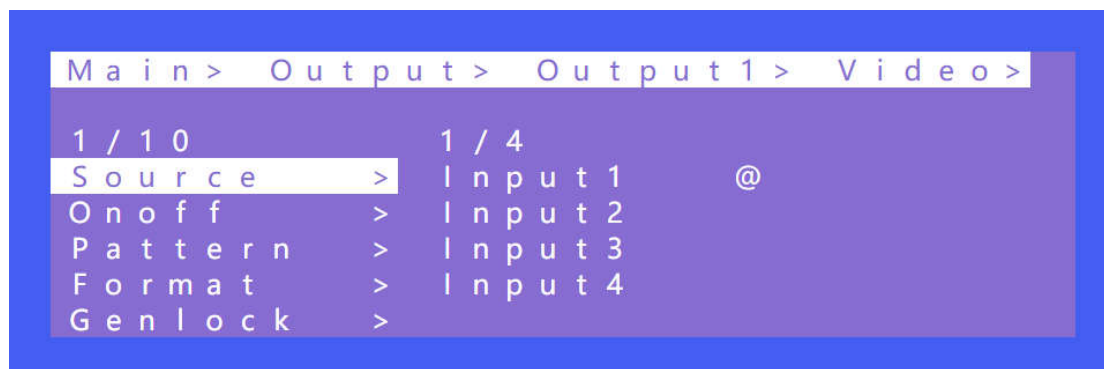 Main> Output> Output1> Video>
1/10 1/4
Source > Input1 @
Onoff > Input2
Pattern > Input3
Format > Input4
Genlock >